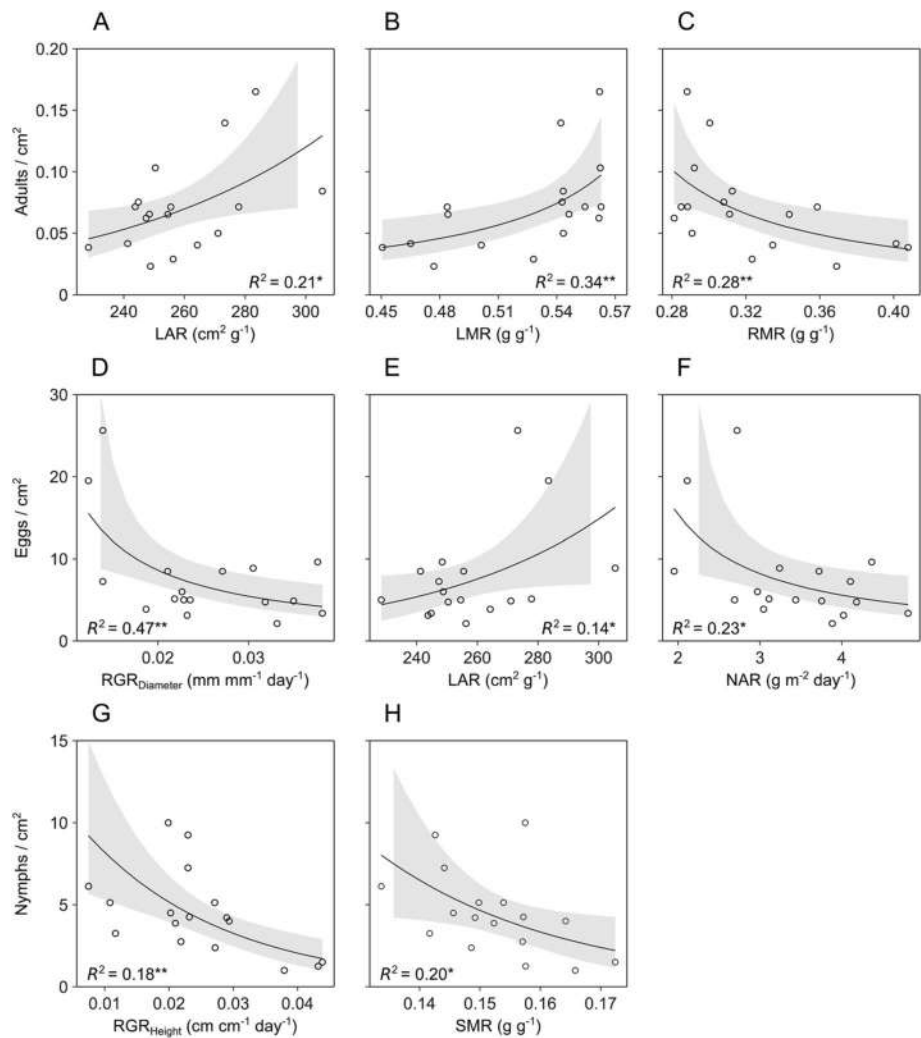 A
B
C
Adults / cm²
0.20
0.15
0.10
0.05
0
R² = 0.21*
R² = 0.34**
R² = 0.28**
240 260 280 300
0.45 0.48 0.51 0.54 0.57
0.28 0.32 0.36 0.40
LAR (cm² g⁻¹)
LMR (g g⁻¹)
RMR (g g⁻¹)
D
E
F
Eggs / cm²
30
20
10
0
R² = 0.47**
R² = 0.14*
R² = 0.23*
0.02 0.03
240 260 280 300
2 3 4
RGR_Diameter (mm mm⁻¹ day⁻¹)
LAR (cm² g⁻¹)
NAR (g m⁻² day⁻¹)
G
H
Nymphs / cm²
15
10
5
0
R² = 0.18**
R² = 0.20*
0.01 0.02 0.03 0.04
0.14 0.15 0.16 0.17
RGR_Height (cm cm⁻¹ day⁻¹)
SMR (g g⁻¹)